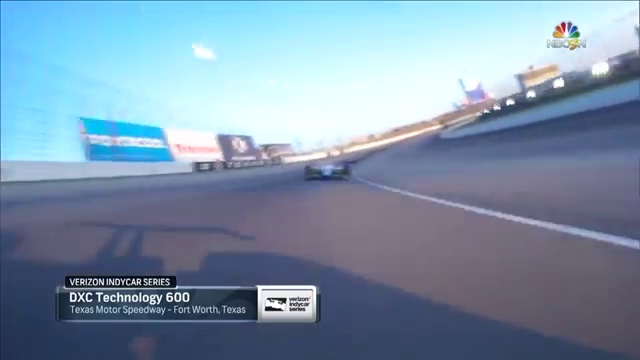 NBCSN
VERIZON INDYCAR SERIES
DXC Technology 600
Texas Motor Speedway - Fort Worth, Texas
verizon
indycar
series